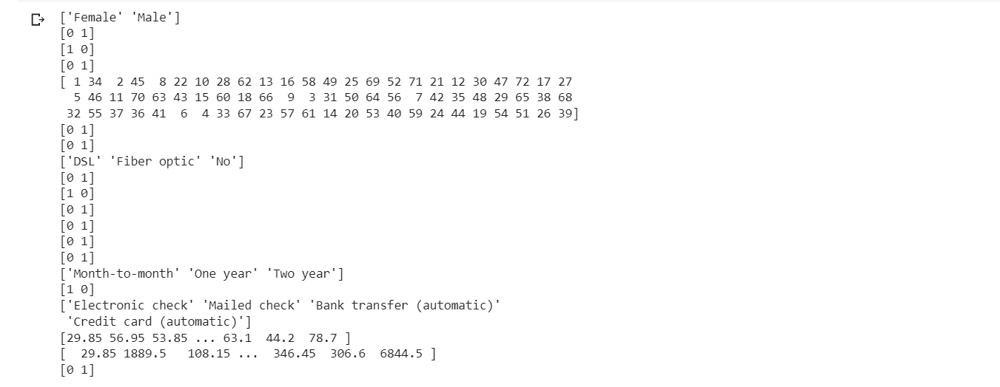 ['Female' 'Male']
[0 1]
[1 0]
[0 1]
[ 1 34  2 45  8 22 10 28 62 13 16 58 49 25 69 52 71 21 12 30 47 72 17 27
  5 46 11 70 63 43 15 60 18 66  9  3 31 50 64 56  7 42 35 48 29 65 38 68
 32 55 37 36 41  6  4 33 67 23 57 61 14 20 53 40 59 24 44 19 54 51 26 39]
[0 1]
[0 1]
['DSL' 'Fiber optic' 'No']
[0 1]
[1 0]
[0 1]
[0 1]
[0 1]
[0 1]
['Month-to-month' 'One year' 'Two year']
[1 0]
['Electronic check' 'Mailed check' 'Bank transfer (automatic)'
 'Credit card (automatic)']
[29.85 56.95 53.85 ... 63.1  44.2  78.7 ]
[  29.85 1889.5   108.15 ...  346.45  306.6  6844.5 ]
[0 1]